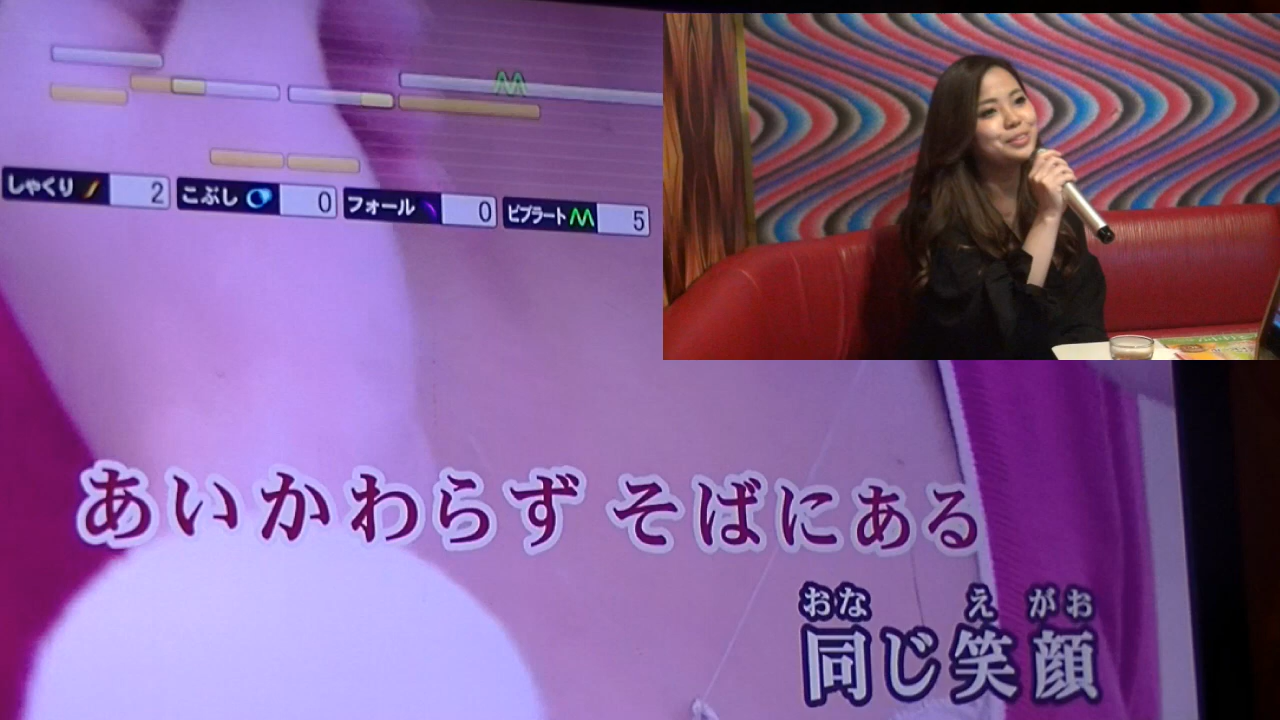 しゃくり 2 こぶし 0 フォール 0 ビブラート 5
あいかわらず そばにある
おな え がお
同じ笑顔